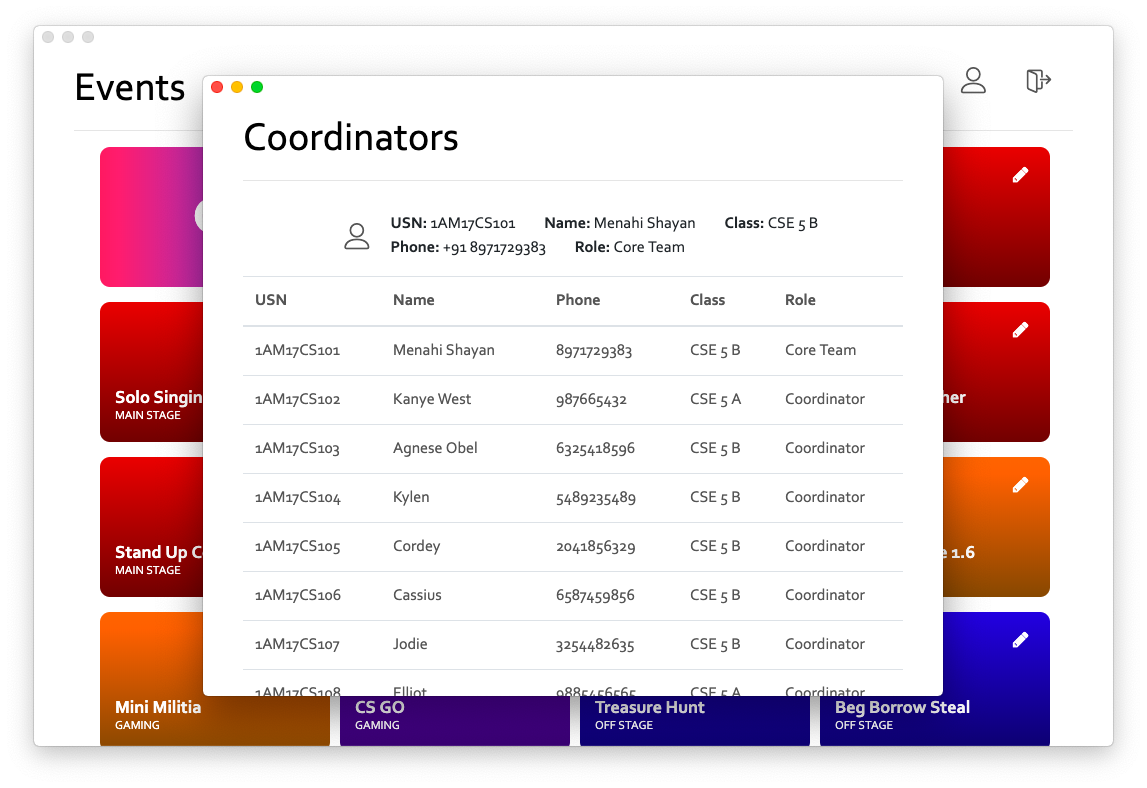 Events
Coordinators
USN: 1AM17CS101 Name: Menahi Shayan Class: CSE 5 B
Phone: +91 8971729383 Role: Core Team
USN Name Phone Class Role
1AM17CS101 Menahi Shayan 8971729383 CSE 5 B Core Team
1AM17CS102 Kanye West 987665432 CSE 5 A Coordinator
1AM17CS103 Agnese Obel 6325418596 CSE 5 B Coordinator
1AM17CS104 Kylen 5489235489 CSE 5 B Coordinator
1AM17CS105 Cordey 2041856329 CSE 5 B Coordinator
1AM17CS106 Cassius 6587459856 CSE 5 B Coordinator
1AM17CS107 Jodie 3254482635 CSE 5 B Coordinator
1AM17CS108 Elliot 9885456565 CSE 5 A Coordinator
Solo Singin her
MAIN STAGE
Stand Up C e 1.6
MAIN STAGE
Mini Militia CS GO Treasure Hunt Beg Borrow Steal
GAMING GAMING OFF STAGE OFF STAGE